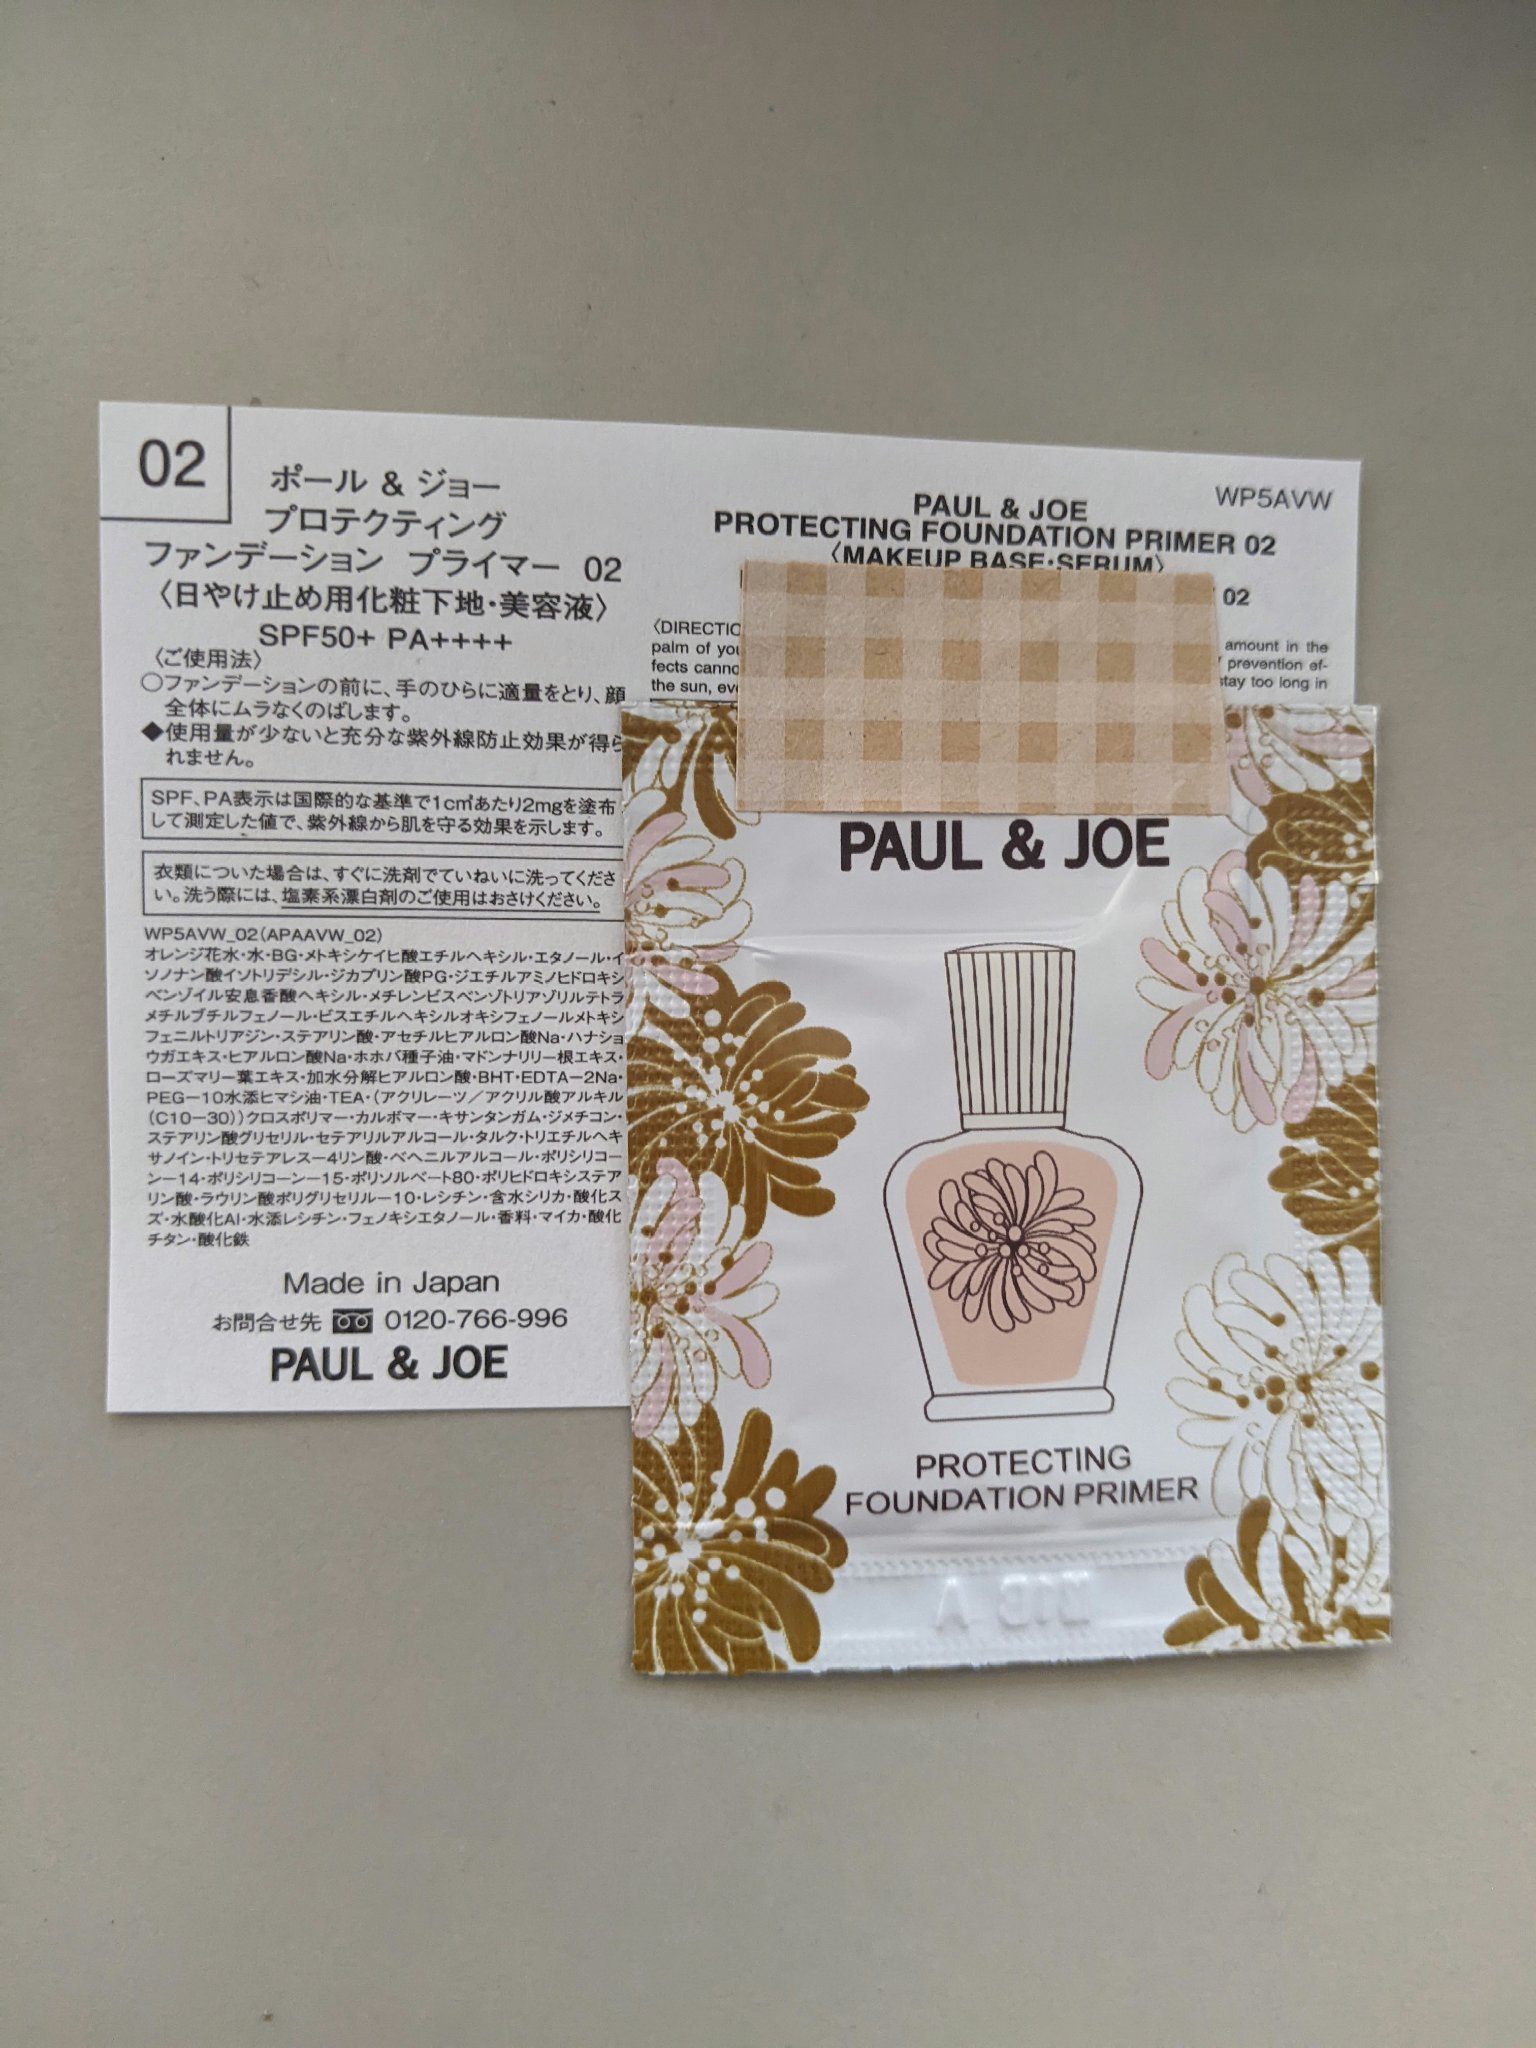 02
ポール & ジョー
プロテクティング
ファンデーション プライマー 02
〈日やけ止め用化粧下地・美容液〉
SPF50+ PA++++
〈ご使用法〉
○ファンデーションの前に、手のひらに適量をとり、顔
全体にムラなくのばします。
◆使用量が少ないと充分な紫外線防止効果が得ら
れません。
SPF、PA表示は国際的な基準で1c㎡あたり2mgを塗布
して測定した値で、紫外線から肌を守る効果を示します。
衣類についた場合は、すぐに洗剤でていねいに洗ってくださ
い。洗う際には、塩素系漂白剤のご使用はおさけください。
WP5AVW_02(APAAVW_02)
オレンジ花水・水・BG・メトキシケイヒ酸エチルヘキシル・エタノール・イ
ソノナン酸イソトリデシル・ジカプリン酸PG・ジエチルアミノヒドロキシ
ベンゾイル安息香酸ヘキシル・メチレンビスベンゾトリアゾリルテトラ
メチルブチルフェノール・ビスエチルヘキシルオキシフェノールメトキシ
フェニルトリアジン・ステアリン酸・アセチルヒアルロン酸Na・ハナショ
ウガエキス・ヒアルロン酸Na・ホホバ種子油・マドンナリリー根エキス・
ローズマリー葉エキス・加水分解ヒアルロン酸・BHT・EDTA-2Na・
PEG-10水添ヒマシ油・TEA・(アクリレーツ/アクリル酸アルキル
(C10-30))クロスポリマー・カルボマー・キサンタンガム・ジメチコン・
ステアリン酸グリセリル・セテアリルアルコール・タルク・トリエチルヘキ
サノイン・トリセテアレス-4リン酸・ベヘニルアルコール・ポリシリコー
ン-14・ポリシリコーン-15・ポリソルベート80・ポリヒドロキシステア
リン酸・ラウリン酸ポリグリセリル-10・レシチン・含水シリカ・酸化ス
ズ・水酸化Al・水添レシチン・フェノキシエタノール・香料・マイカ・酸化
チタン・酸化鉄
Made in Japan
お問合せ先 0120-766-996
PAUL & JOE
WP5AVW
PAUL & JOE
PROTECTING FOUNDATION PRIMER 02
〈MAKEUP BASE・SERUM〉
02
〈DIRECTIO amount in the
palm of you prevention ef-
fects canno stay too long in
the sun, ev
PAUL & JOE
PROTECTING
FOUNDATION PRIMER